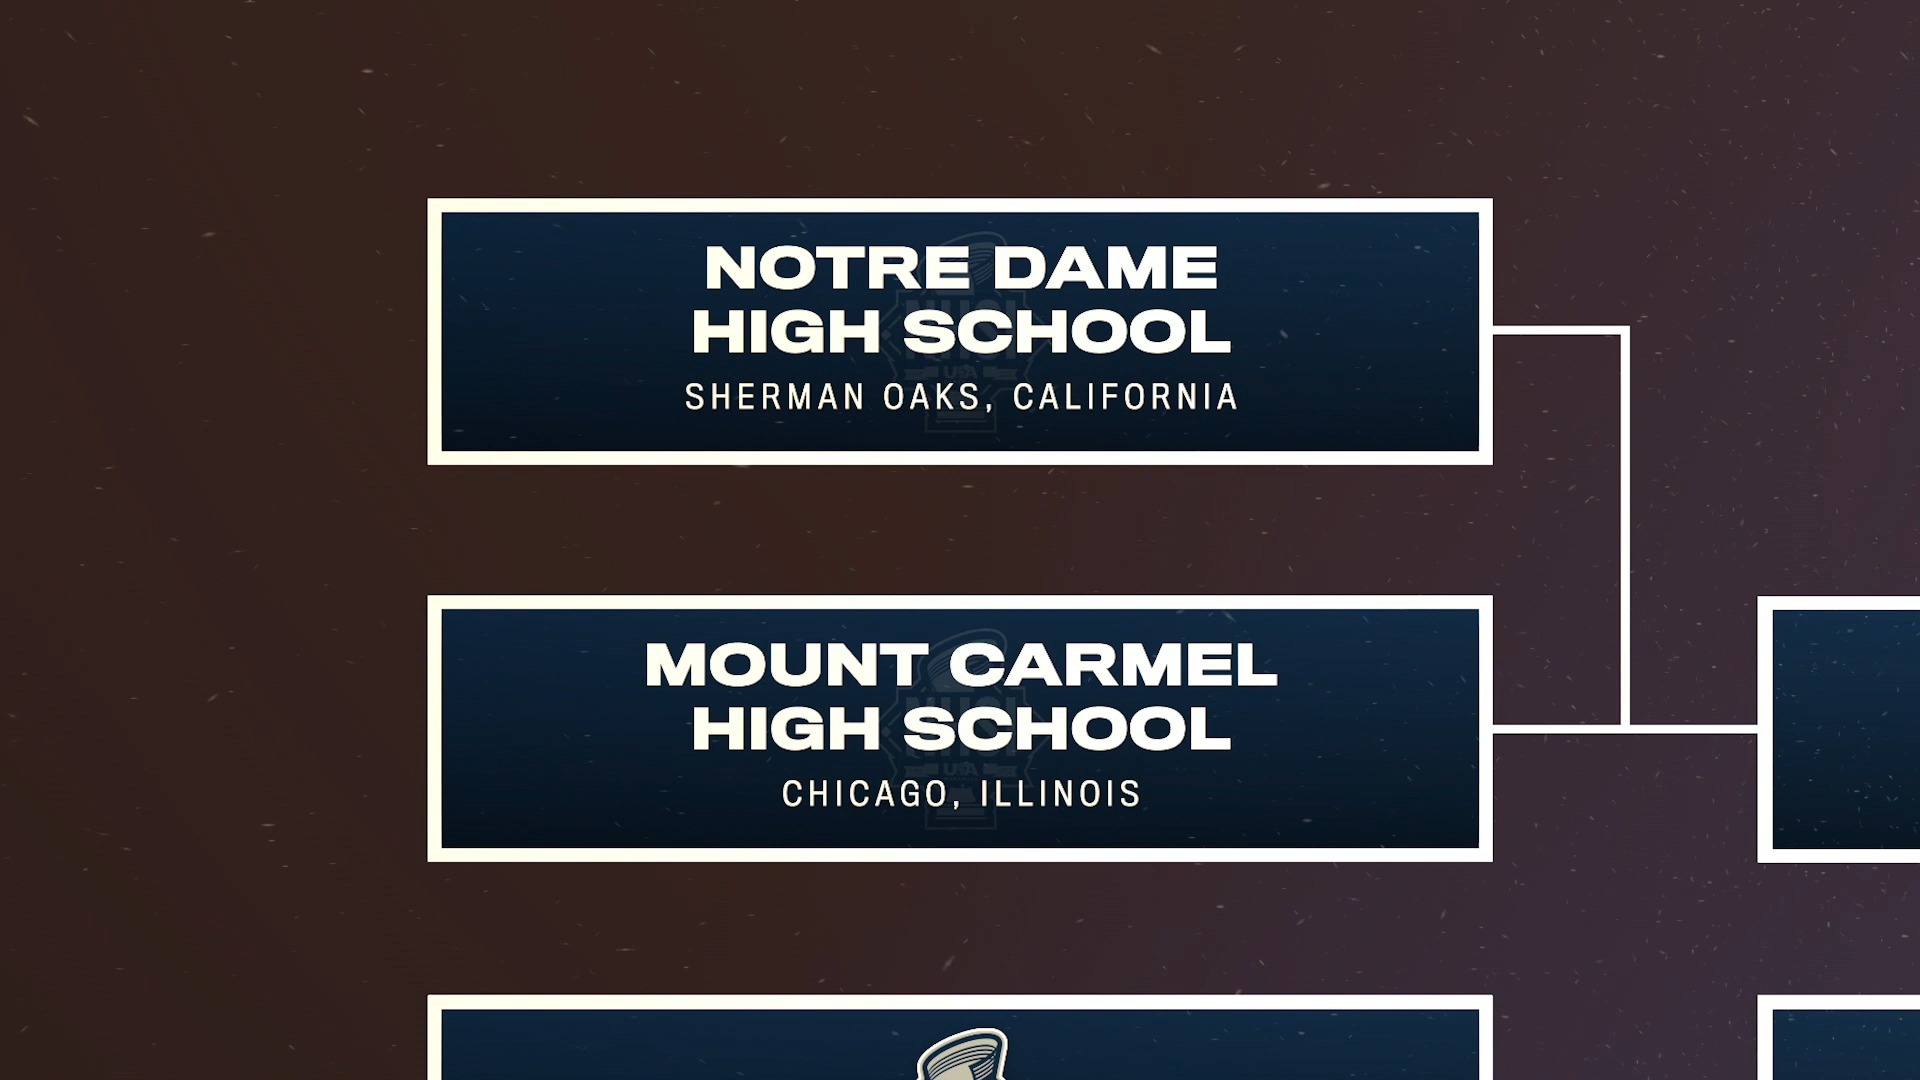 NOTRE DAME
HIGH SCHOOL
SHERMAN OAKS, CALIFORNIA
MOUNT CARMEL
HIGH SCHOOL
CHICAGO, ILLINOIS